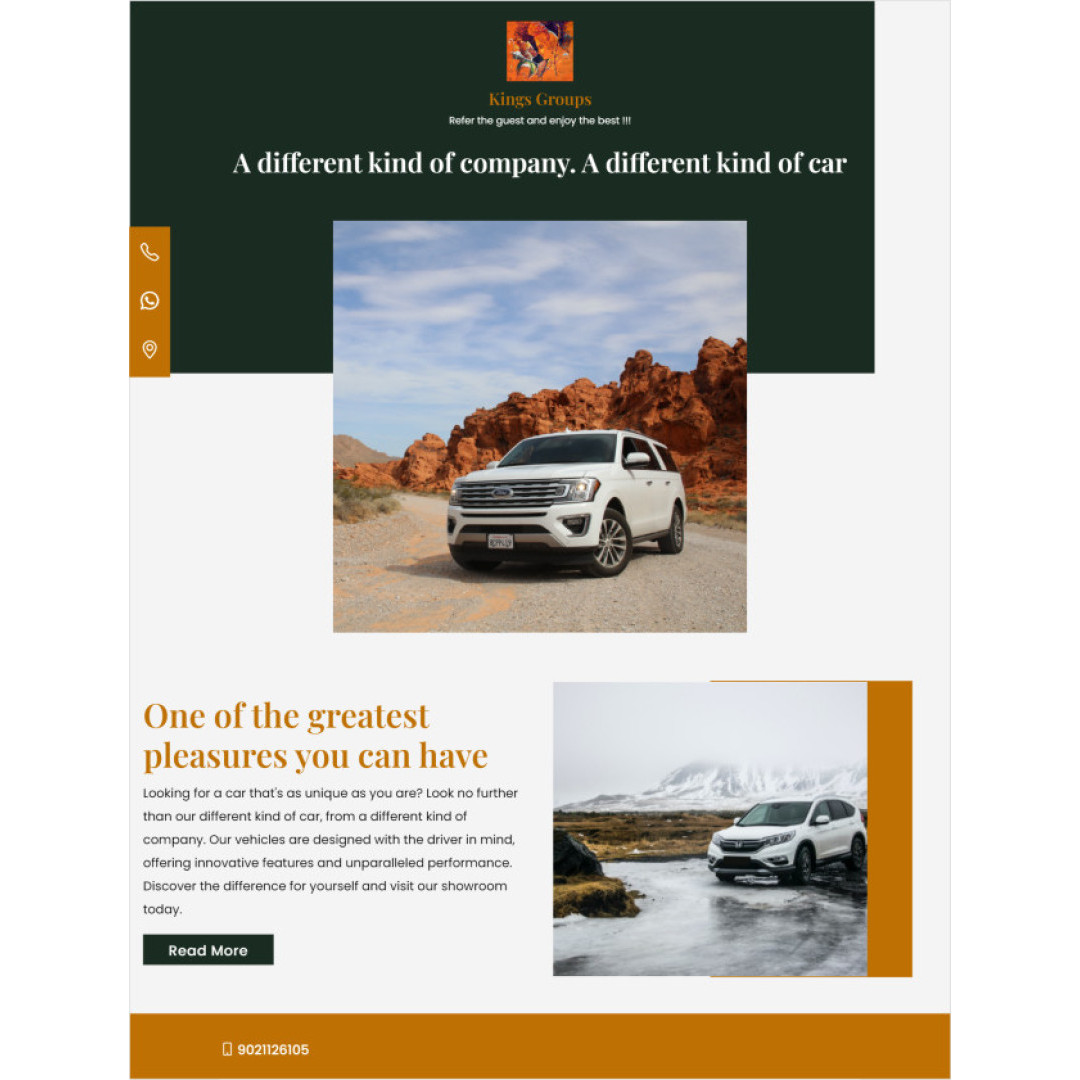 Kings Groups
Refer the guest and enjoy the best !!!
A different kind of company. A different kind of car
One of the greatest
pleasures you can have
Looking for a car that's as unique as you are? Look no further
than our different kind of car, from a different kind of
company. Our vehicles are designed with the driver in mind,
offering innovative features and unparalleled performance.
Discover the difference for yourself and visit our showroom
today.
Read More
9021126105